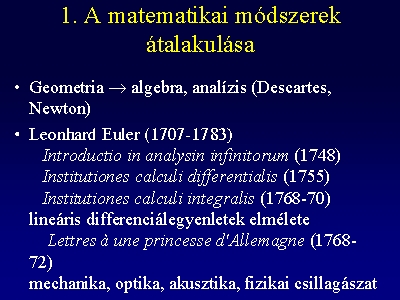 1. A matematikai módszerek
átalakulása
• Geometria → algebra, analízis (Descartes,
Newton)
• Leonhard Euler (1707-1783)
Introductio in analysin infinitorum (1748)
Institutiones calculi differentialis (1755)
Institutiones calculi integralis (1768-70)
lineáris differenciálegyenletek elmélete
Lettres à une princesse d'Allemagne (1768-
72)
mechanika, optika, akusztika, fizikai csillagászat